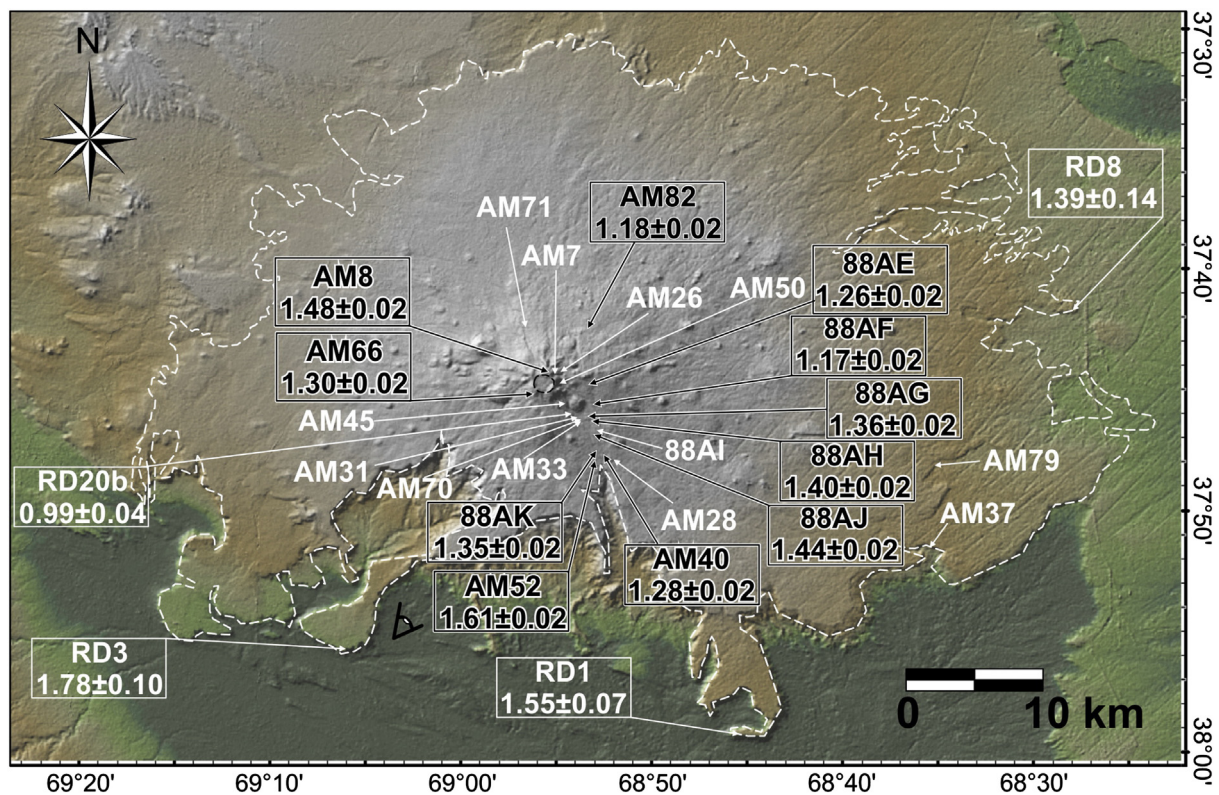 N
37°30'
RD8
1.39±0.14
AM82
1.18±0.02
AM71
AM7
88AE
1.26±0.02
AM8
1.48±0.02
37°40'
AM50
AM26
88AF
1.17±0.02
AM66
1.30±0.02
88AG
1.36±0.02
AM45
88AI
88AH
1.40±0.02
AM79
AM31
AM33
AM70
RD20b
0.99±0.04
37°50'
88AK
1.35±0.02
AM28
88AJ
1.44±0.02
AM37
AM52
1.61±0.02
AM40
1.28±0.02
RD3
1.78±0.10
RD1
1.55±0.07
0 10 km
38°00'
69°20' 69°10' 69°00' 68°50' 68°40' 68°30'